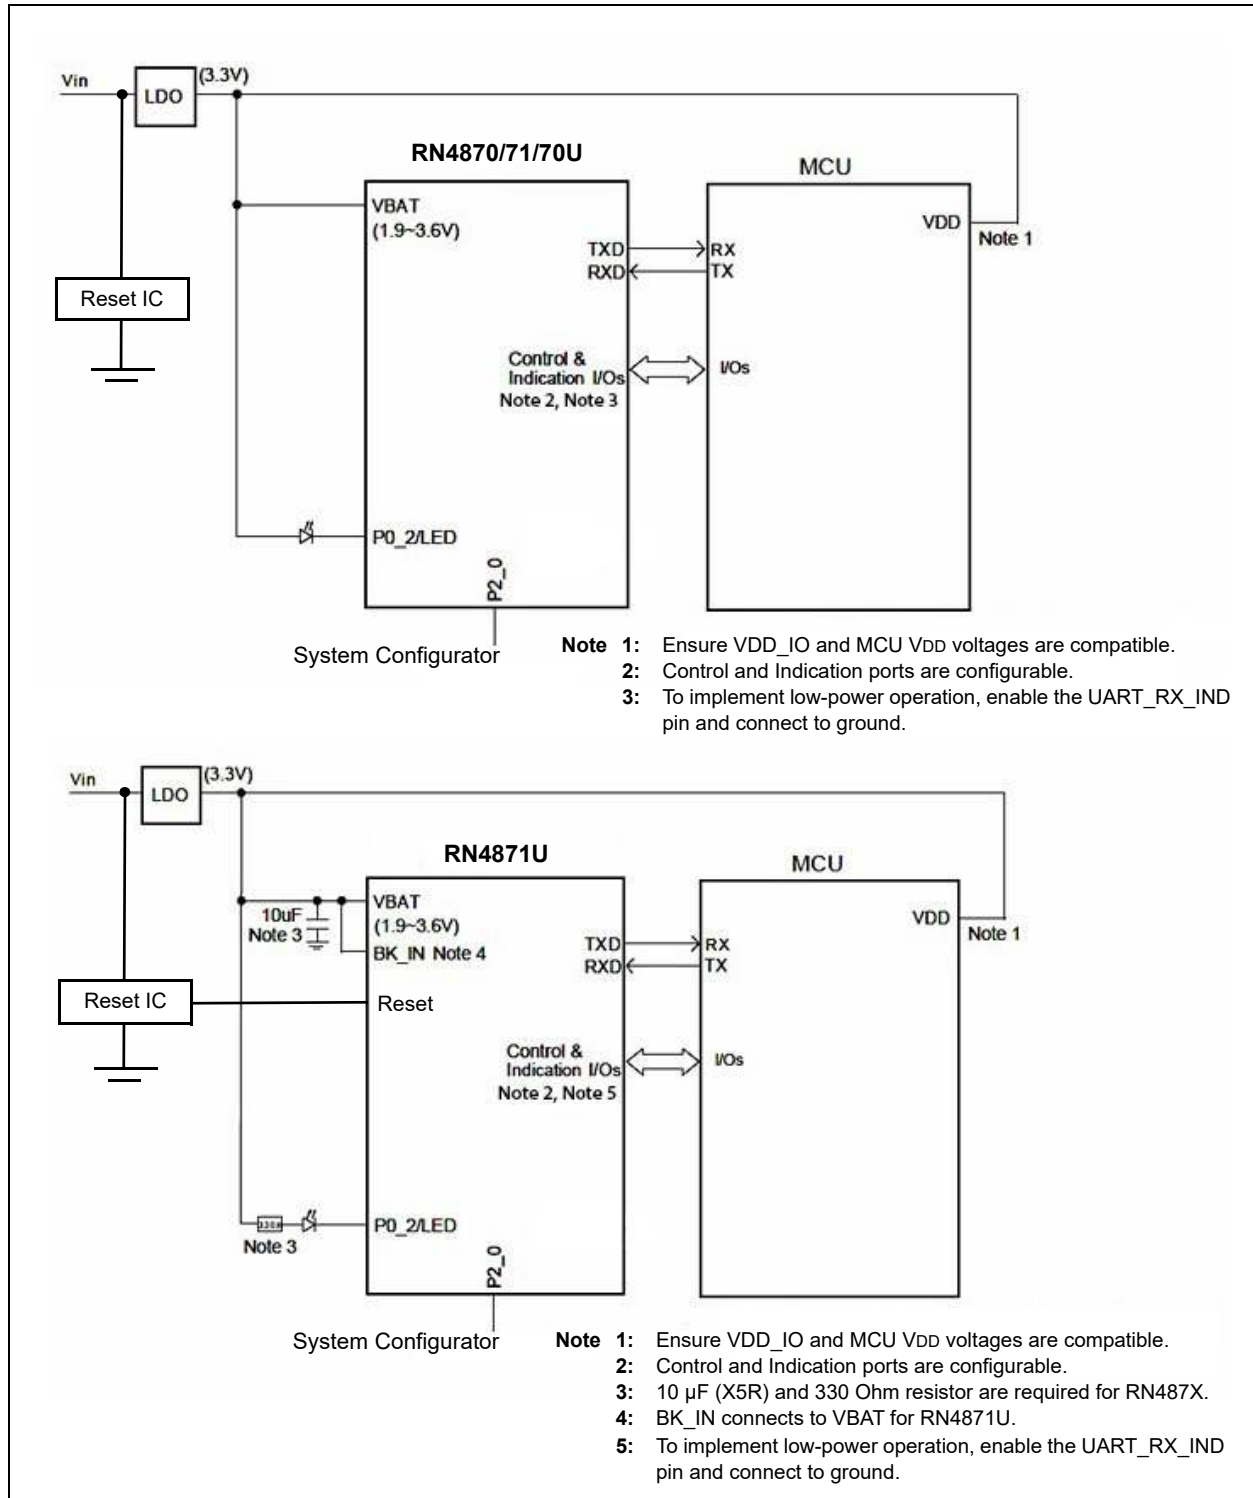 Vin
LDO
(3.3V)
RN4870/71/70U
MCU
VBAT
(1.9~3.6V)
VDD
Note 1
TXD
RX
RXD
TX
Reset IC
Control &
Indication I/Os
Note 2, Note 3
I/Os
P0_2/LED
P2_0
System Configurator
Note 1: Ensure VDD_IO and MCU VDD voltages are compatible.
2: Control and Indication ports are configurable.
3: To implement low-power operation, enable the UART_RX_IND
pin and connect to ground.
Vin
LDO
(3.3V)
RN4871U
MCU
VBAT
10uF
Note 3
(1.9~3.6V)
BK_IN Note 4
VDD
Note 1
TXD
RX
RXD
TX
Reset IC
Reset
Control &
Indication I/Os
Note 2, Note 5
I/Os
P0_2/LED
Note 3
P2_0
System Configurator
Note 1: Ensure VDD_IO and MCU VDD voltages are compatible.
2: Control and Indication ports are configurable.
3: 10 µF (X5R) and 330 Ohm resistor are required for RN487X.
4: BK_IN connects to VBAT for RN4871U.
5: To implement low-power operation, enable the UART_RX_IND
pin and connect to ground.